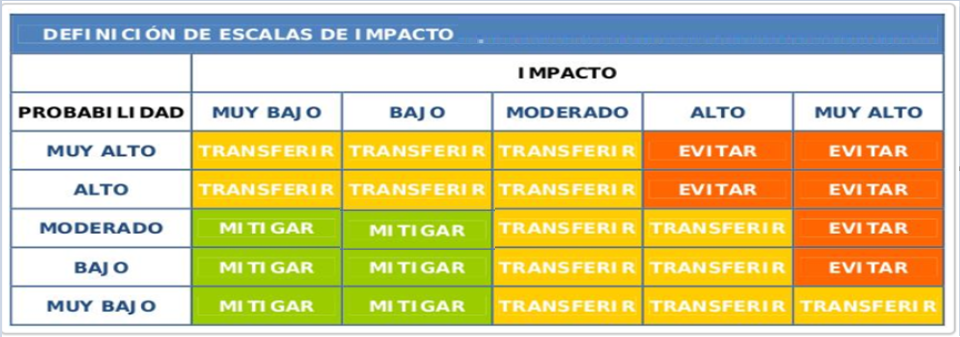 DEFINICIÓN DE ESCALAS DE IMPACTO
IMPACTO
PROBABILIDAD MUY BAJO BAJO MODERADO ALTO MUY ALTO
MUY ALTO TRANSFERIR TRANSFERIR TRANSFERIR EVITAR EVITAR
ALTO TRANSFERIR TRANSFERIR TRANSFERIR EVITAR EVITAR
MODERADO MITIGAR MITIGAR TRANSFERIR TRANSFERIR EVITAR
BAJO MITIGAR MITIGAR TRANSFERIR TRANSFERIR EVITAR
MUY BAJO MITIGAR MITIGAR TRANSFERIR TRANSFERIR TRANSFERIR